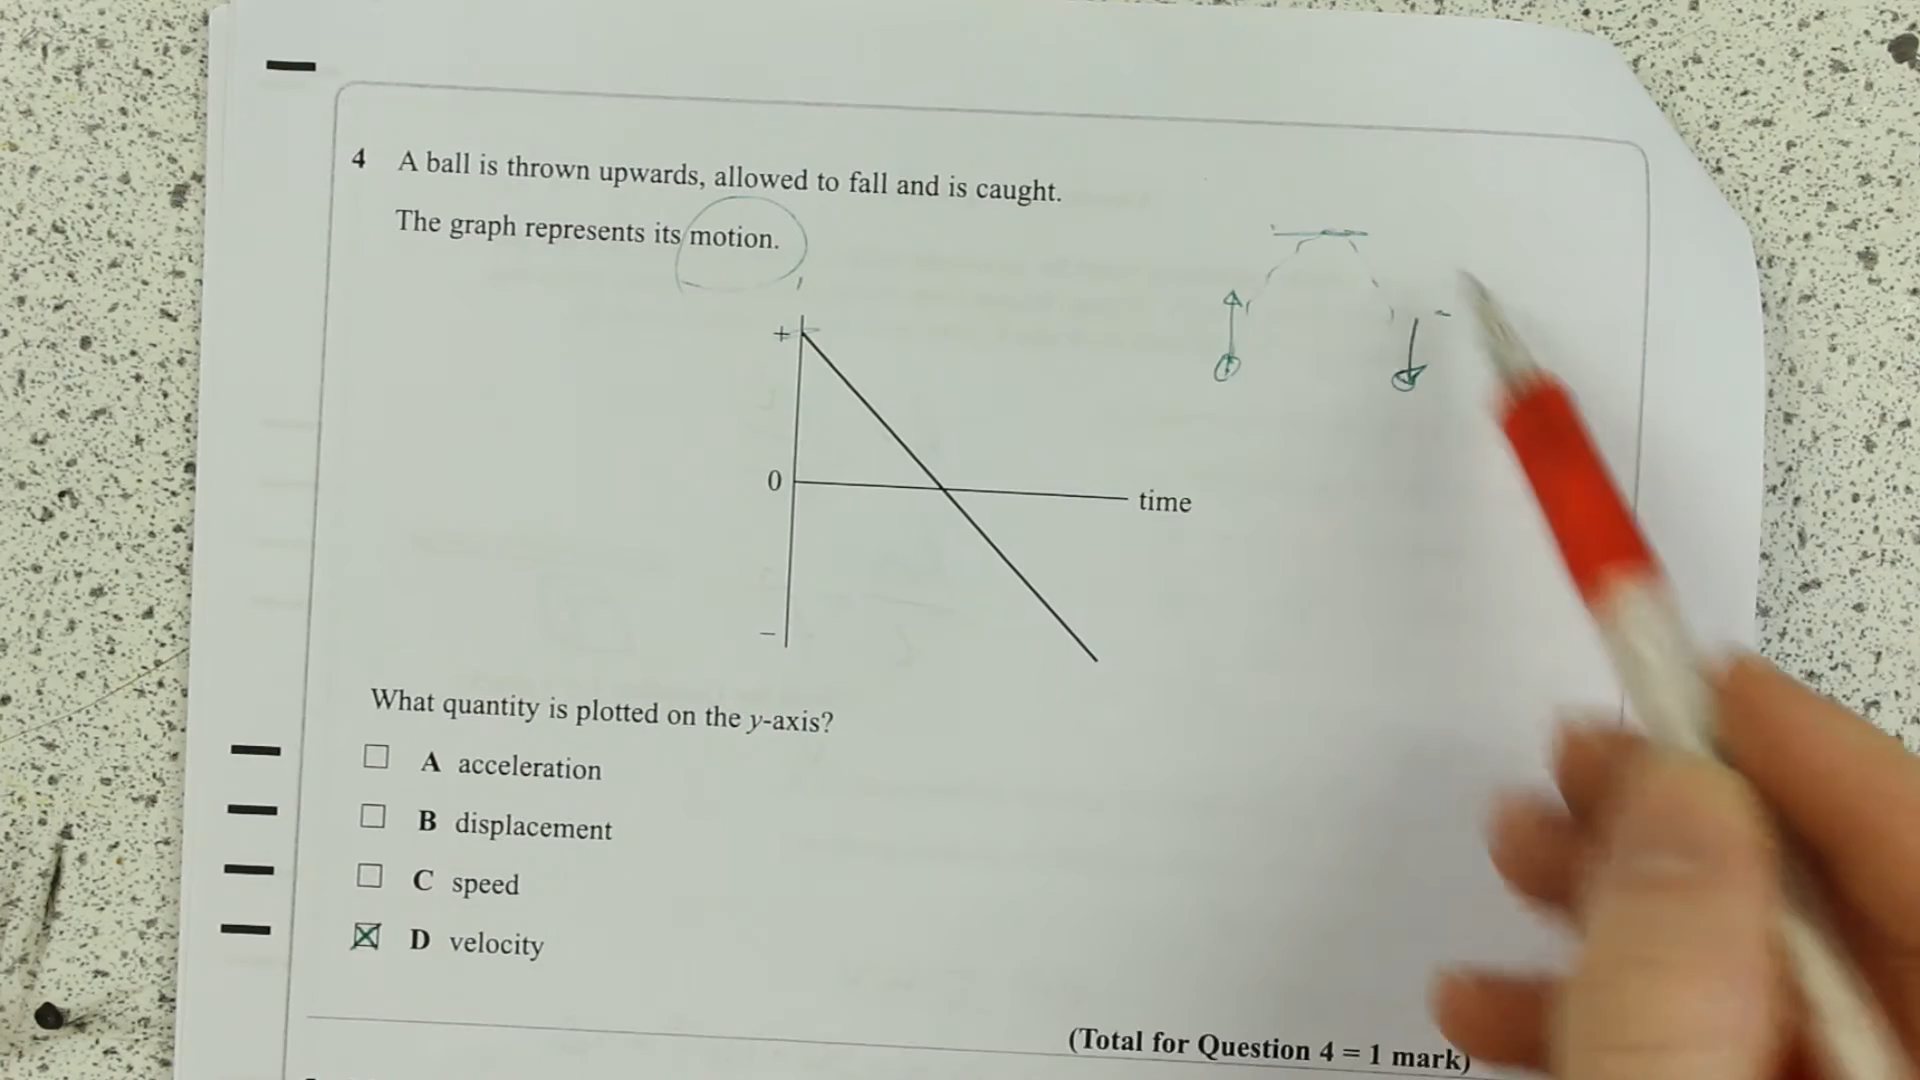 4 A ball is thrown upwards, allowed to fall and is caught.
The graph represents its motion.
+
0
time
–
What quantity is plotted on the y-axis?
A acceleration
B displacement
C speed
D velocity
(Total for Question 4 = 1 mark)